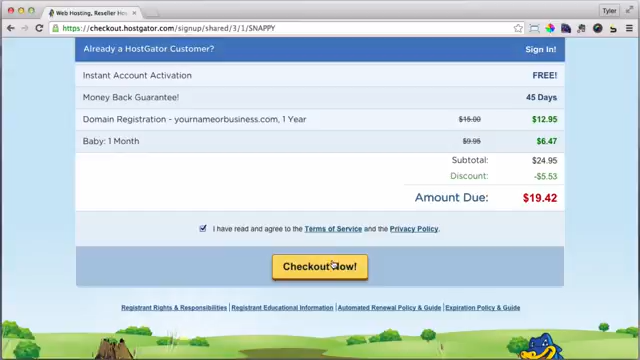 Web Hosting, Reseller Hos
Tyler
https://checkout.hostgator.com/signup/shared/3/1/SNAPPY
Already a HostGator Customer? Sign In!
Instant Account Activation FREE!
Money Back Guarantee! 45 Days
Domain Registration - yournameorbusiness.com, 1 Year $15.00 $12.95
Baby: 1 Month $9.95 $6.47
Subtotal: $24.95
Discount: -$5.53
Amount Due: $19.42
I have read and agree to the Terms of Service and the Privacy Policy.
Checkout Now!
Registrant Rights & Responsibilities | Registrant Educational Information | Automated Renewal Policy & Guide | Expiration Policy & Guide